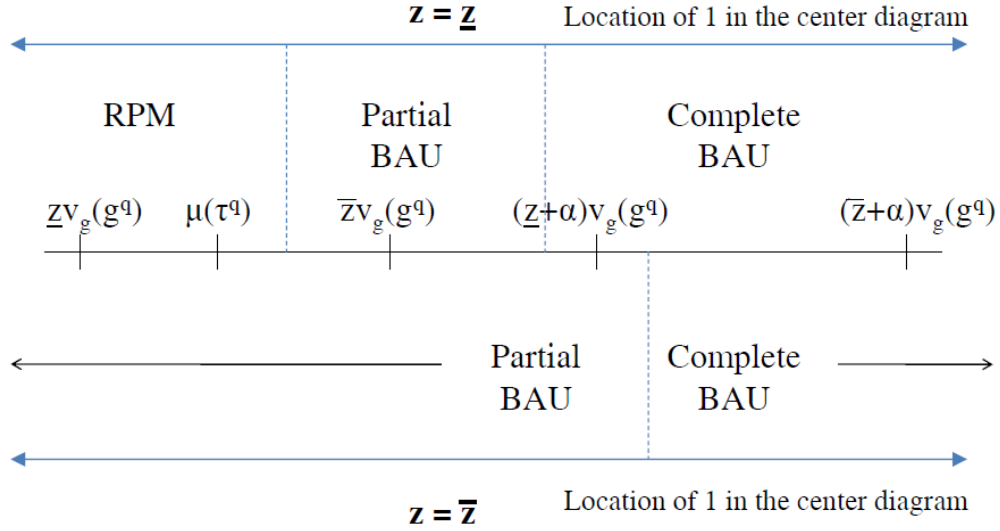 z = z̲
Location of 1 in the center diagram
RPM
Partial
BAU
Complete
BAU
z̲v_g(g^q)
μ(τ^q)
z̅v_g(g^q)
(z̲+α)v_g(g^q)
(z̅+α)v_g(g^q)
Partial
BAU
Complete
BAU
z = z̅
Location of 1 in the center diagram